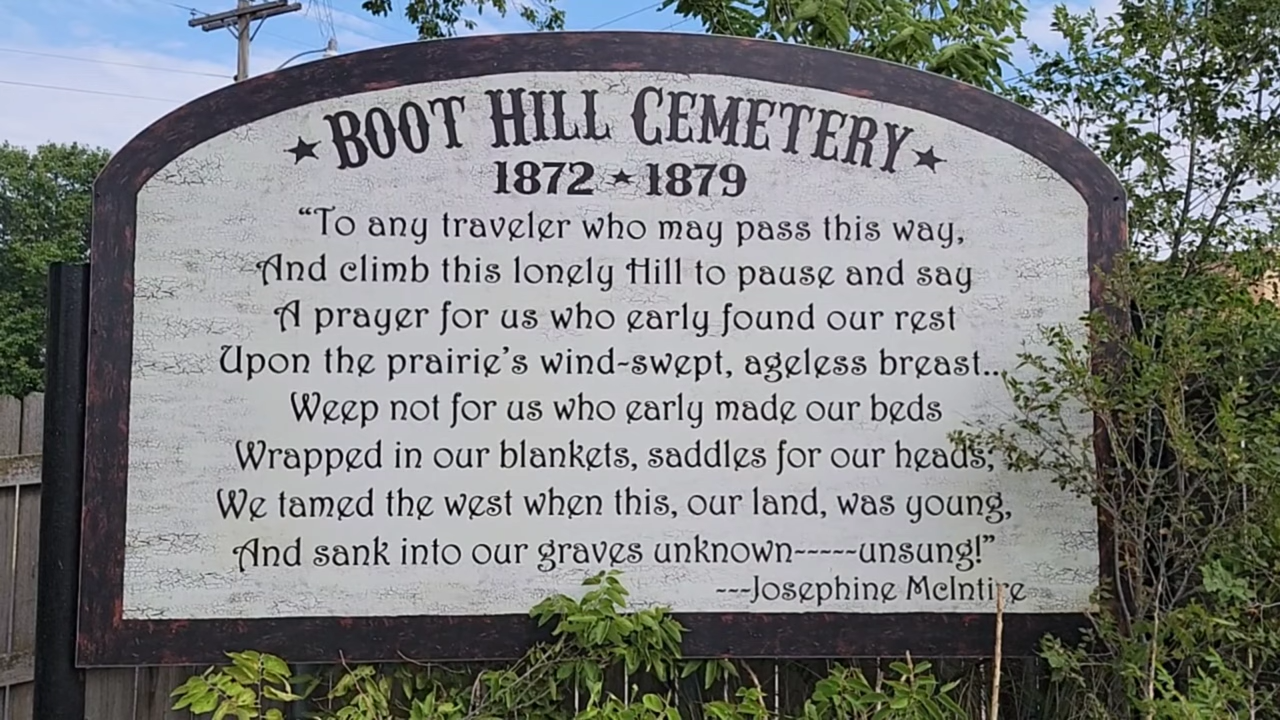 ★BOOT HILL CEMETERY★
1872 ★ 1879
“To any traveler who may pass this way,
And climb this lonely Hill to pause and say
A prayer for us who early found our rest
Upon the prairie’s wind-swept, ageless breast...
Weep not for us who early made our beds
Wrapped in our blankets, saddles for our heads;
We tamed the west when this, our land, was young,
And sank into our graves unknown-----unsung!”
---Josephine McIntire